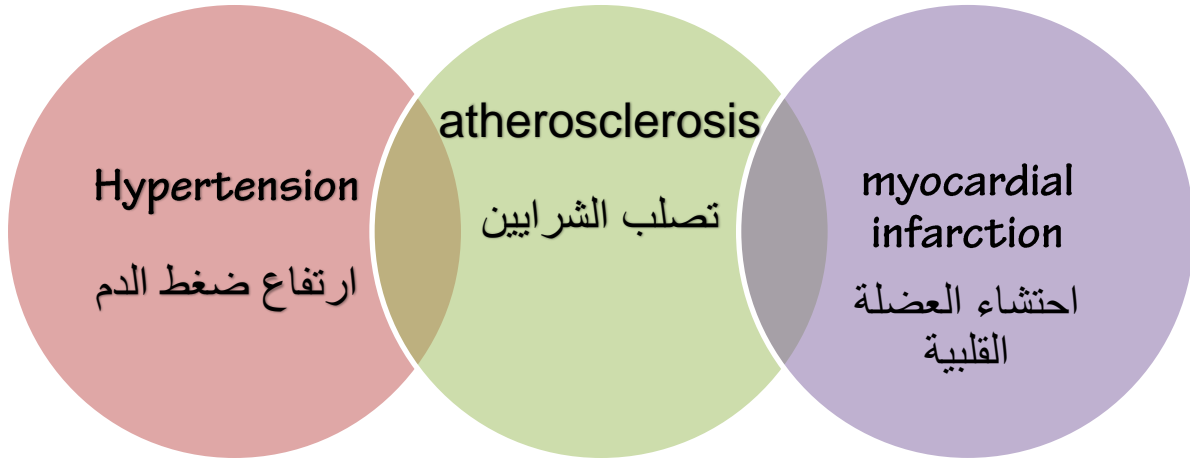 Hypertension
ارتفاع ضغط الدم
atherosclerosis
تصلب الشرايين
myocardial
infarction
احتشاء العضلة
القلبية